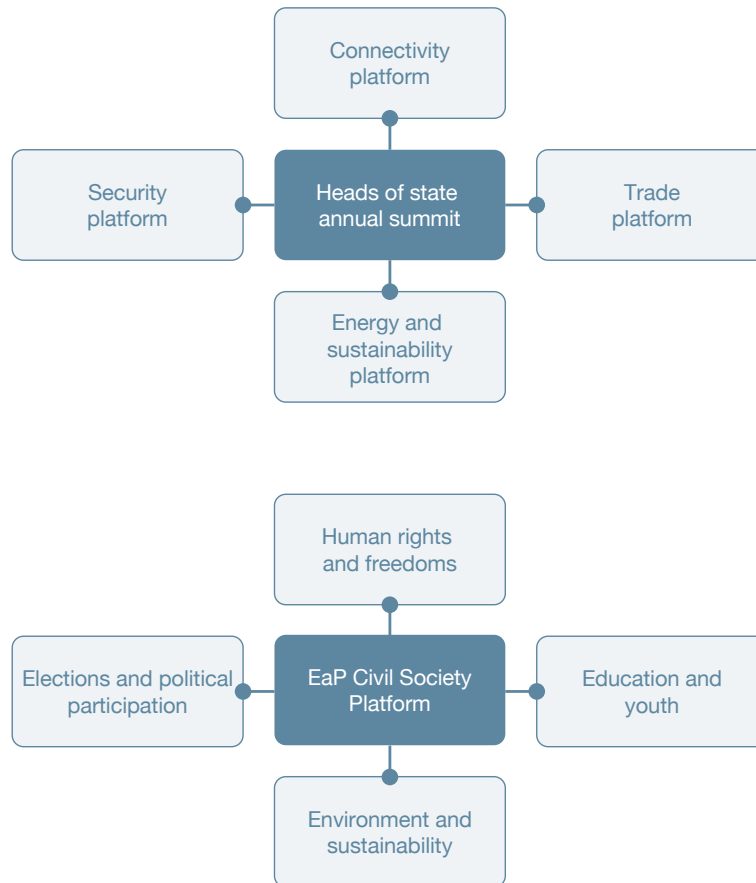 Connectivity
platform
Security
platform
Heads of state
annual summit
Trade
platform
Energy and
sustainability
platform
Human rights
and freedoms
Elections and political
participation
EaP Civil Society
Platform
Education and
youth
Environment and
sustainability